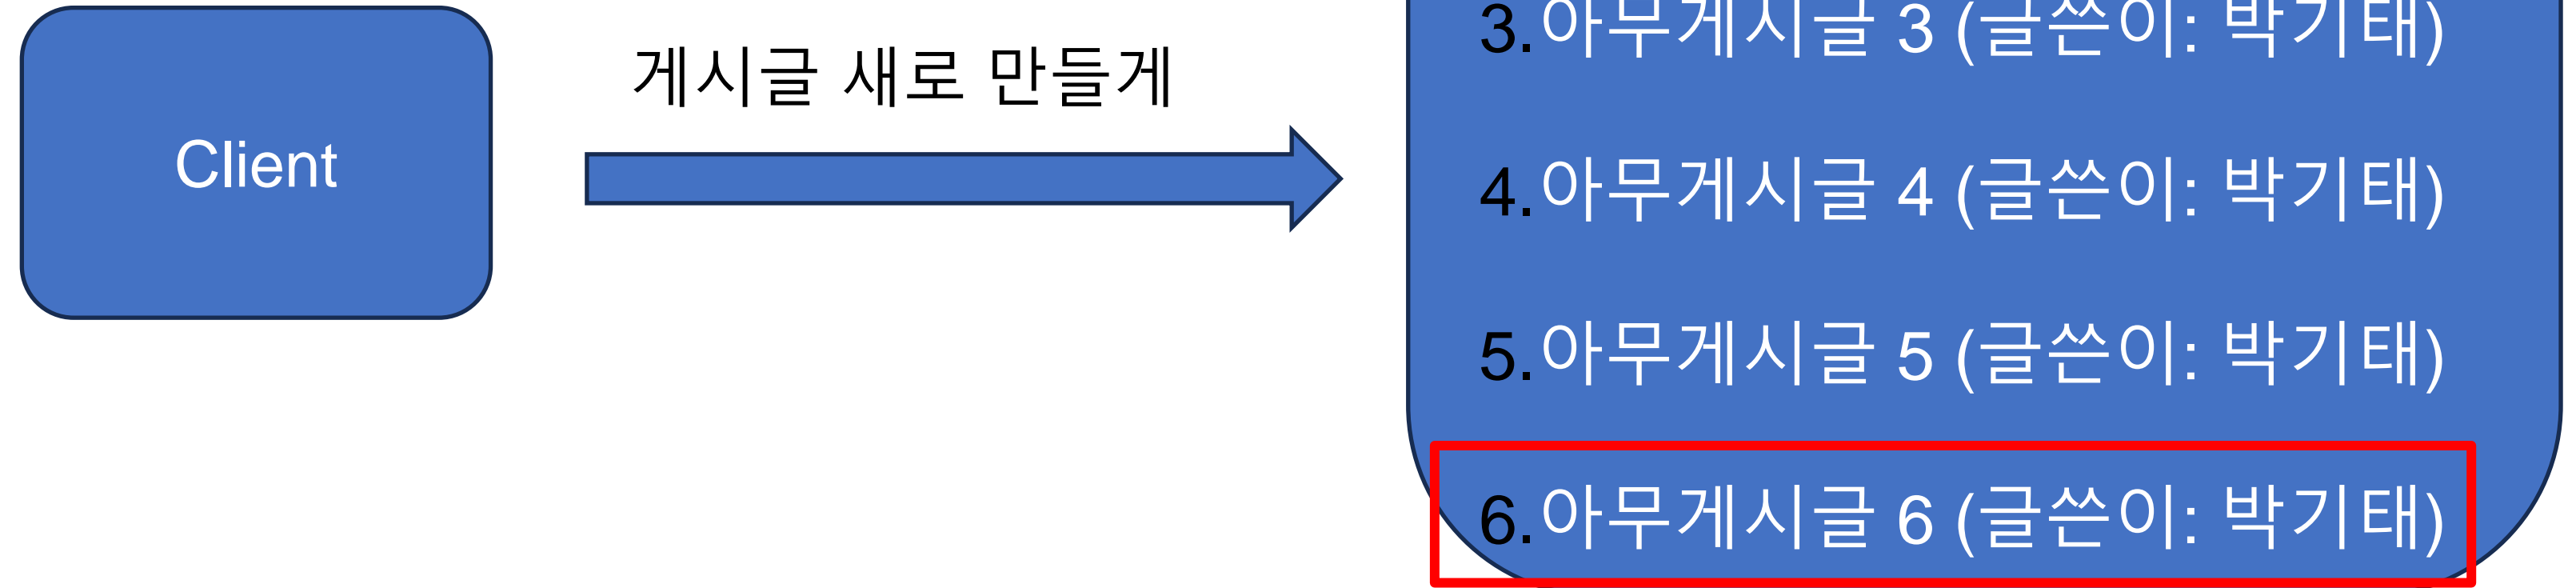 게시글 새로 만들게
Client
3.아무게시글 3 (글쓴이: 박기태)
4.아무게시글 4 (글쓴이: 박기태)
5.아무게시글 5 (글쓴이: 박기태)
6.아무게시글 6 (글쓴이: 박기태)